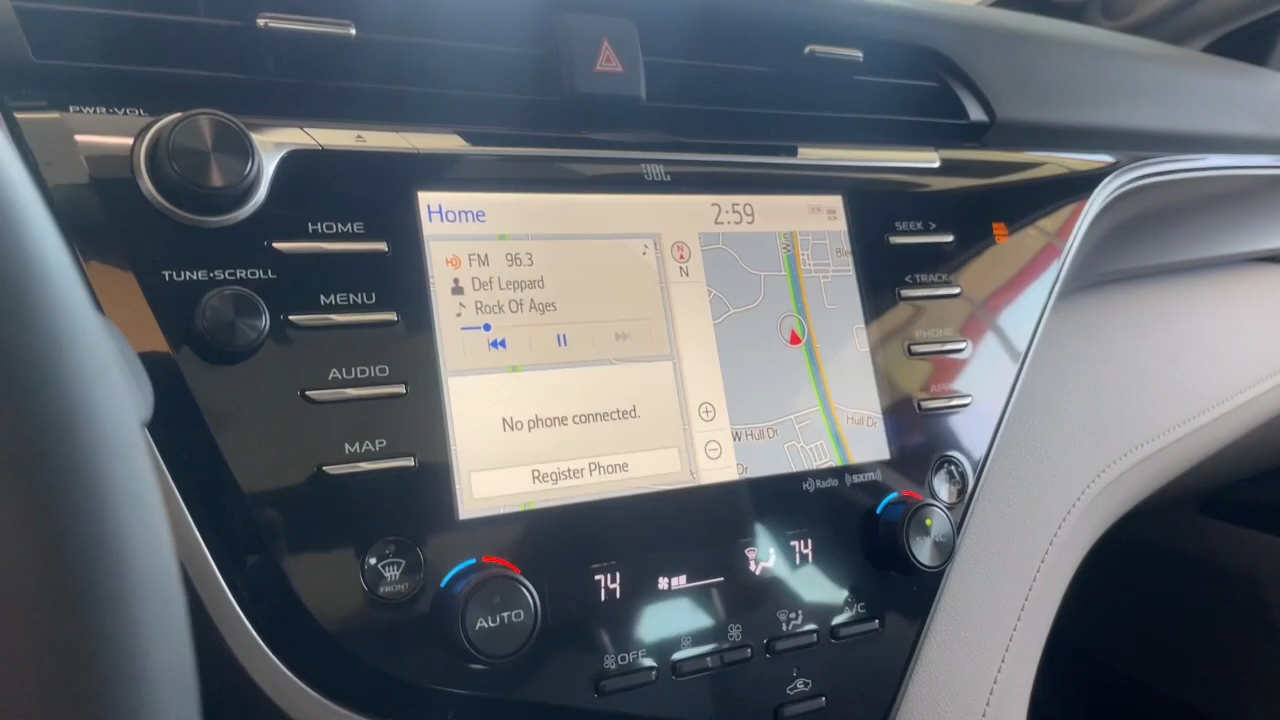 PWR•VOL
JBL
HOME
TUNE•SCROLL
MENU
AUDIO
MAP
Home
2:59
FM 96.3
Def Leppard
Rock Of Ages
No phone connected.
Register Phone
N
N
W Hull Dr
Hull Dr
Dr
SEEK >
< TRACK
PHONE
HD Radio
((SXM))
FRONT
AUTO
74
74
SYNC
OFF
A/C